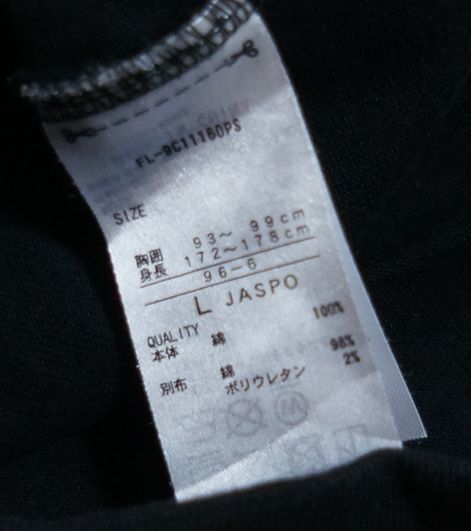 FL-9C11160PS
SIZE
胸囲 93～ 99cm
身長 172～178cm
96-6
L JASPO
QUALITY
本体 綿 100%
別布 綿 98%
ポリウレタン 2%